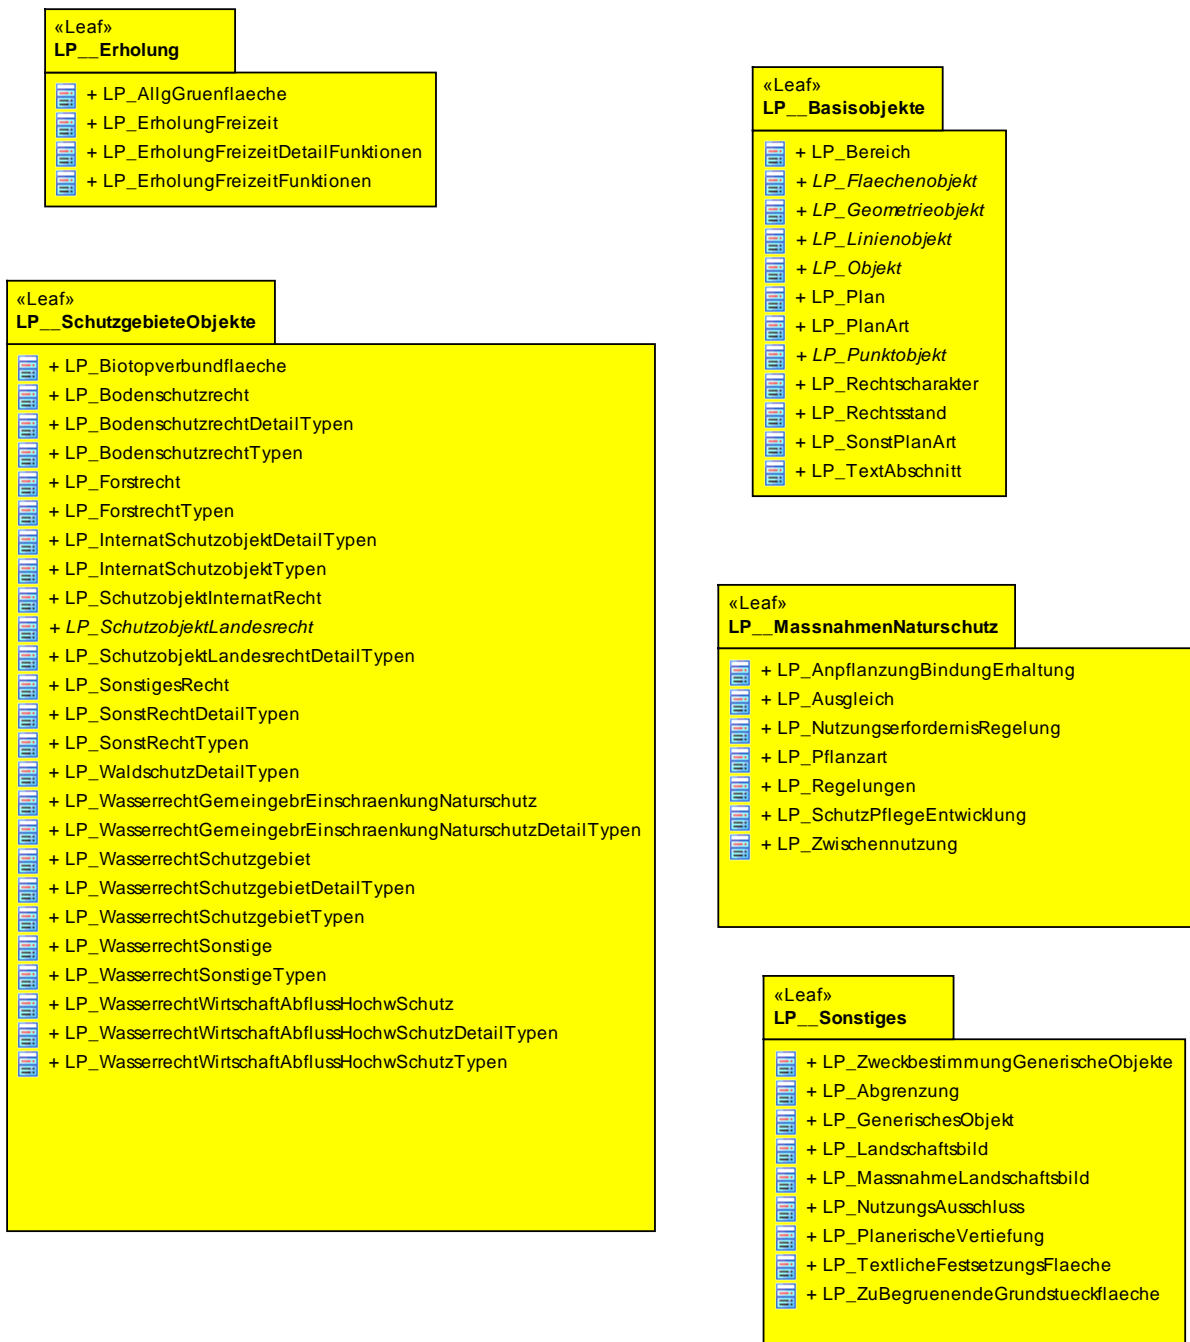 «Leaf»
LP__Erholung
+ LP_AllgGruenflaeche
+ LP_ErholungFreizeit
+ LP_ErholungFreizeitDetailFunktionen
+ LP_ErholungFreizeitFunktionen
«Leaf»
LP__Basisobjekte
+ LP_Bereich
+ LP_Flaechenobjekt
+ LP_Geometrieobjekt
+ LP_Linienobjekt
+ LP_Objekt
+ LP_Plan
+ LP_PlanArt
+ LP_Punktobjekt
+ LP_Rechtscharakter
+ LP_Rechtsstand
+ LP_SonstPlanArt
+ LP_TextAbschnitt
«Leaf»
LP__SchutzgebieteObjekte
+ LP_Biotopverbundflaeche
+ LP_Bodenschutzrecht
+ LP_BodenschutzrechtDetailTypen
+ LP_BodenschutzrechtTypen
+ LP_Forstrecht
+ LP_ForstrechtTypen
+ LP_InternatSchutzobjektDetailTypen
+ LP_InternatSchutzobjektTypen
+ LP_SchutzobjektInternatRecht
+ LP_SchutzobjektLandesrecht
+ LP_SchutzobjektLandesrechtDetailTypen
+ LP_SonstigesRecht
+ LP_SonstRechtDetailTypen
+ LP_SonstRechtTypen
+ LP_WaldschutzDetailTypen
+ LP_WasserrechtGemeingebrEinschraenkungNaturschutz
+ LP_WasserrechtGemeingebrEinschraenkungNaturschutzDetailTypen
+ LP_WasserrechtSchutzgebiet
+ LP_WasserrechtSchutzgebietDetailTypen
+ LP_WasserrechtSchutzgebietTypen
+ LP_WasserrechtSonstige
+ LP_WasserrechtSonstigeTypen
+ LP_WasserrechtWirtschaftAbflussHochwSchutz
+ LP_WasserrechtWirtschaftAbflussHochwSchutzDetailTypen
+ LP_WasserrechtWirtschaftAbflussHochwSchutzTypen
«Leaf»
LP__MassnahmenNaturschutz
+ LP_AnpflanzungBindungErhaltung
+ LP_Ausgleich
+ LP_NutzungserfordernisRegelung
+ LP_Pflanzart
+ LP_Regelungen
+ LP_SchutzPflegeEntwicklung
+ LP_Zwischennutzung
«Leaf»
LP__Sonstiges
+ LP_ZweckbestimmungGenerischeObjekte
+ LP_Abgrenzung
+ LP_GenerischesObjekt
+ LP_Landschaftsbild
+ LP_MassnahmeLandschaftsbild
+ LP_NutzungsAusschluss
+ LP_PlanerischeVertiefung
+ LP_TextlicheFestsetzungsFlaeche
+ LP_ZuBegruenendeGrundstueckflaeche